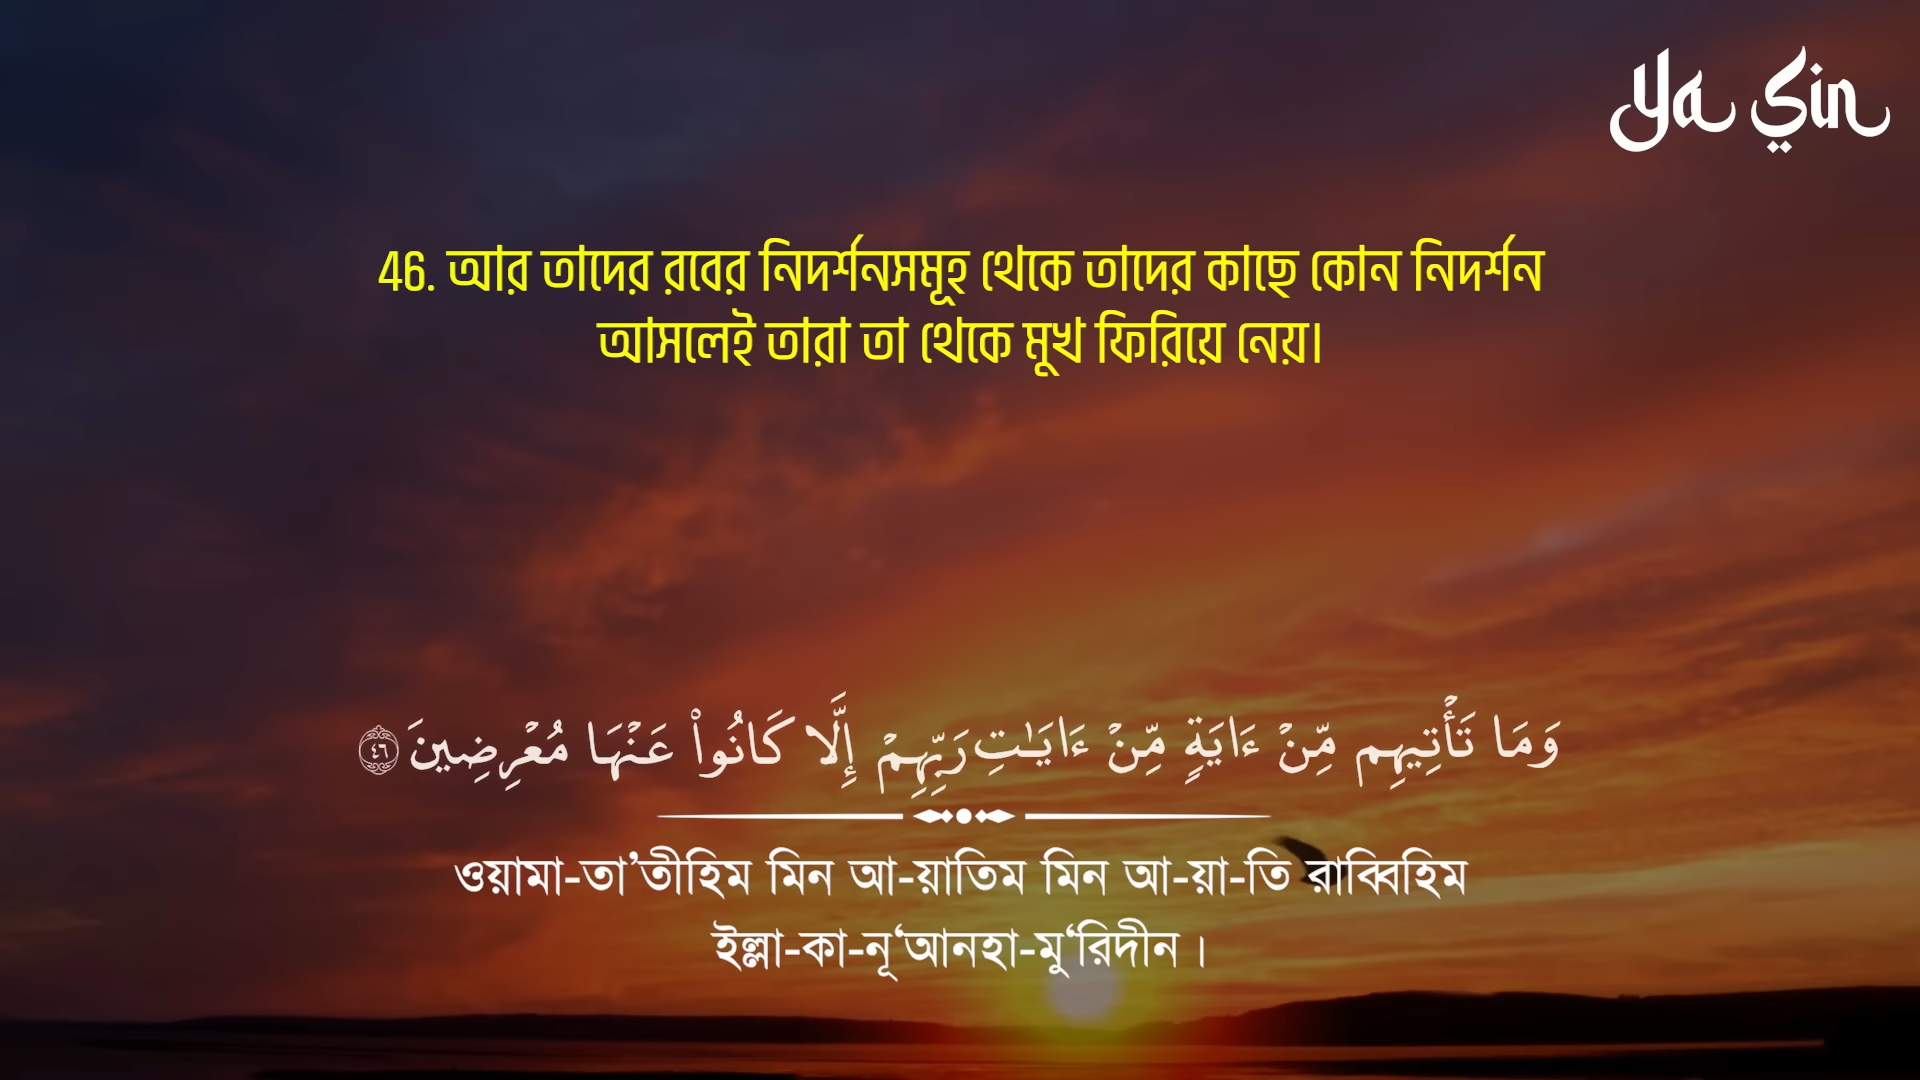 Ya Sin
46. আর তাদের রবের নিদর্শনসমূহ থেকে তাদের কাছে কোন নিদর্শন
আসলেই তারা তা থেকে মুখ ফিরিয়ে নেয়।
وَمَا تَأْتِيهِم مِّنْ ءَايَةٍ مِّنْ ءَايَـٰتِ رَبِّهِمْ إِلَّا كَانُوا۟ عَنْهَا مُعْرِضِينَ ٤٦
ওয়ামা-তা’তীহিম মিন আ-য়াতিম মিন আ-য়া-তি রাব্বিহিম
ইল্লা-কা-নূ‘আনহা-মু‘রিদীন ।